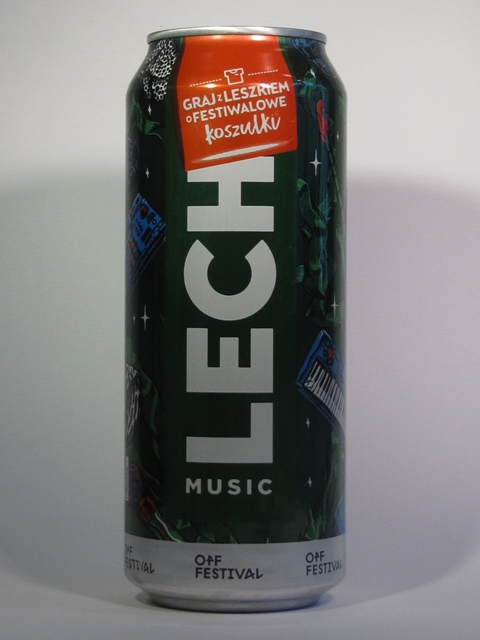 GRAJ z LESZKIEM
o FESTIWALOWE
koszulki
LECH
MUSIC
OFF
FESTIVAL
OFF
FESTIVAL
OFF
FESTIVAL